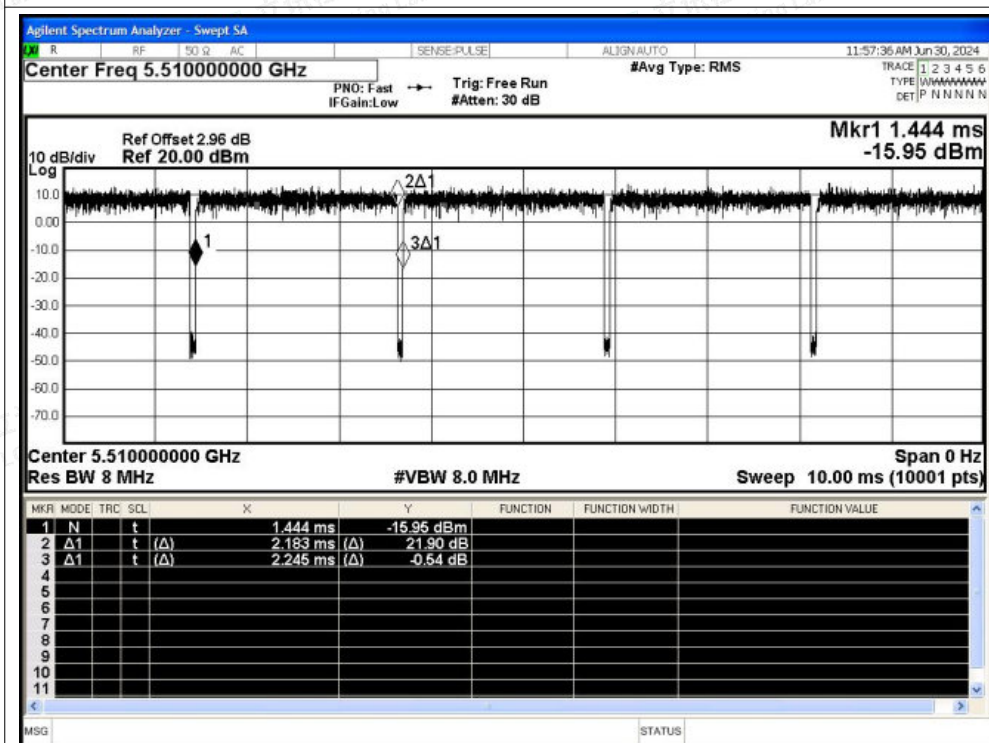 Agilent Spectrum Analyzer - Swept SA
LXI R RF 50 Ω AC SENSE:PULSE ALIGNAUTO 11:57:36 AM Jun 30, 2024
Center Freq 5.510000000 GHz
PNO: Fast
IFGain:Low
Trig: Free Run
#Atten: 30 dB
#Avg Type: RMS
TRACE 1 2 3 4 5 6
TYPE WWWWWW
DET P N N N N N
Mkr1 1.444 ms
-15.95 dBm
Ref Offset 2.96 dB
10 dB/div Ref 20.00 dBm
Log
10.0
0.00
-10.0
-20.0
-30.0
-40.0
-50.0
-60.0
-70.0
1
2Δ1
3Δ1
Center 5.510000000 GHz Span 0 Hz
Res BW 8 MHz #VBW 8.0 MHz Sweep 10.00 ms (10001 pts)
MKR MODE TRC SCL X Y FUNCTION FUNCTION WIDTH FUNCTION VALUE
1 N t 1.444 ms -15.95 dBm
2 Δ1 t (Δ) 2.183 ms (Δ) 21.90 dB
3 Δ1 t (Δ) 2.245 ms (Δ) -0.54 dB
4
5
6
7
8
9
10
11
MSG STATUS